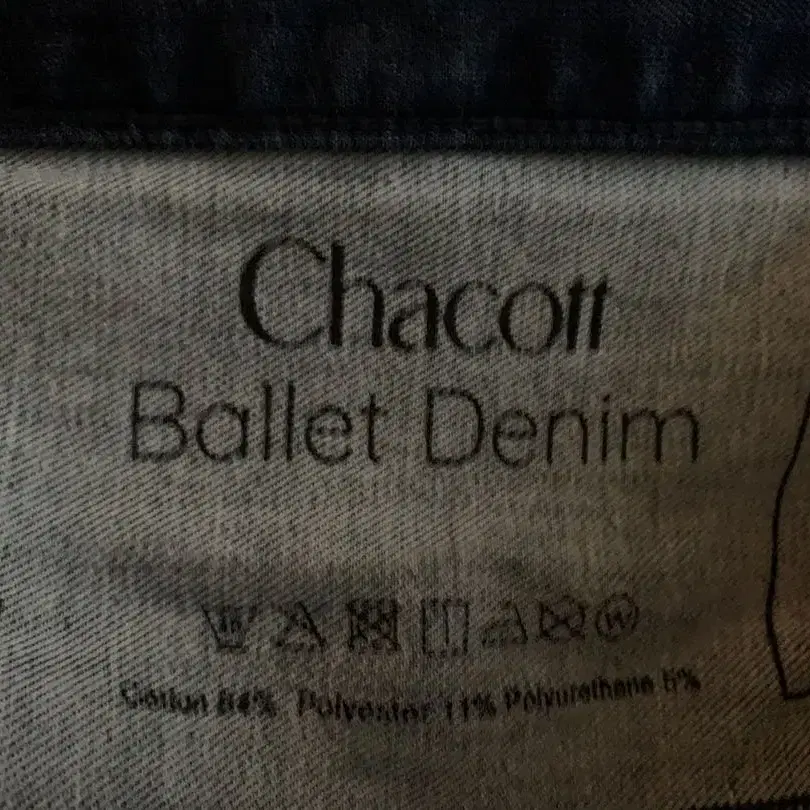 Chacott
Ballet Denim
Cotton 84% Polyester 11% Polyurethane 5%